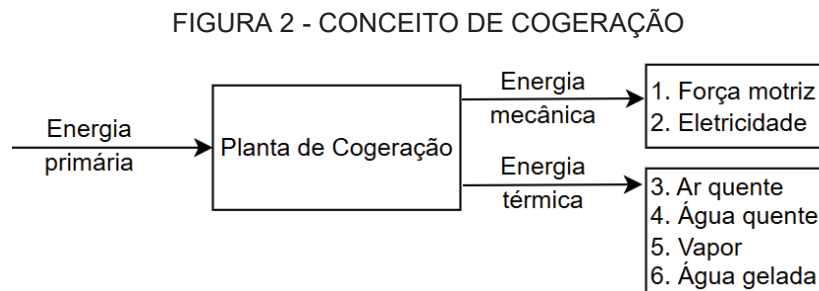 FIGURA 2 - CONCEITO DE COGERAÇÃO
Energia
primária
Planta de Cogeração
Energia
mecânica
1. Força motriz
2. Eletricidade
Energia
térmica
3. Ar quente
4. Água quente
5. Vapor
6. Água gelada